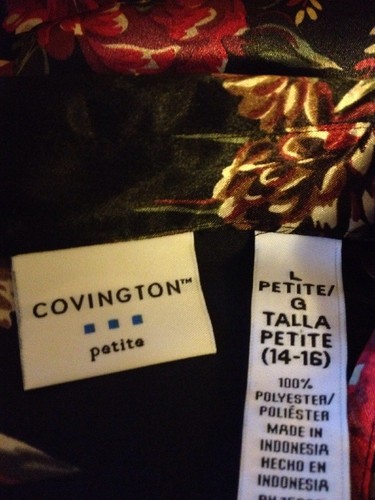 COVINGTON™
petite
L
PETITE/
G
TALLA
PETITE
(14-16)
100%
POLYESTER/
POLIÉSTER
MADE IN
INDONESIA
HECHO EN
INDONESIA